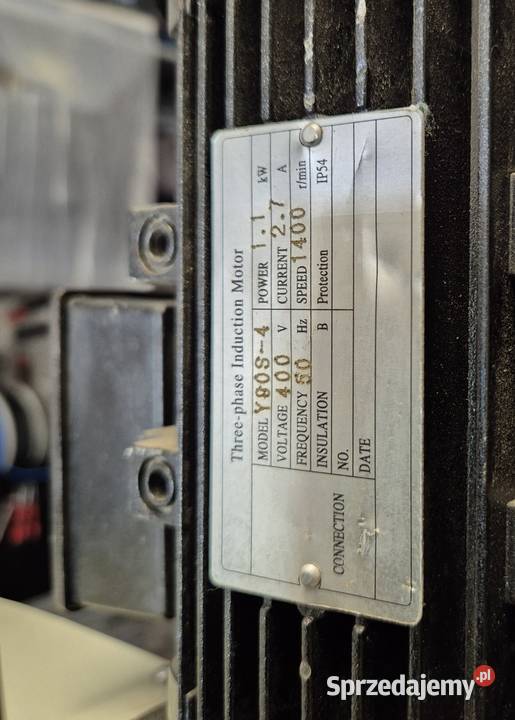 Three-phase Induction Motor
MODEL Y90S-4 POWER 1.1 kW
VOLTAGE 400 V CURRENT 2.7 A
FREQUENCY 50 Hz SPEED 1400 r/min
INSULATION B Protection IP54
NO.
DATE
CONNECTION
Sprzedajemy.pl